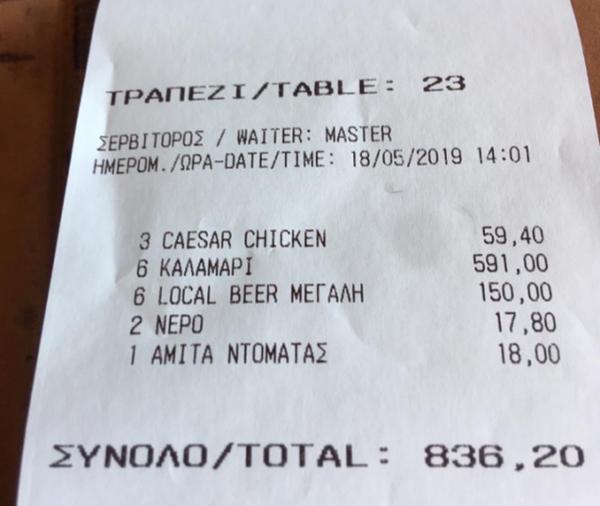 ΤΡΑΠΕΖΙ/TABLE: 23
ΣΕΡΒΙΤΟΡΟΣ / WAITER: MASTER
ΗΜΕΡΟΜ./ΩΡΑ-DATE/TIME: 18/05/2019 14:01
3 CAESAR CHICKEN 59,40
6 ΚΑΛΑΜΑΡΙ 591,00
6 LOCAL BEER ΜΕΓΑΛΗ 150,00
2 ΝΕΡΟ 17,80
1 ΑΜΙΤΑ ΝΤΟΜΑΤΑΣ 18,00
ΣΥΝΟΛΟ/TOTAL: 836,20